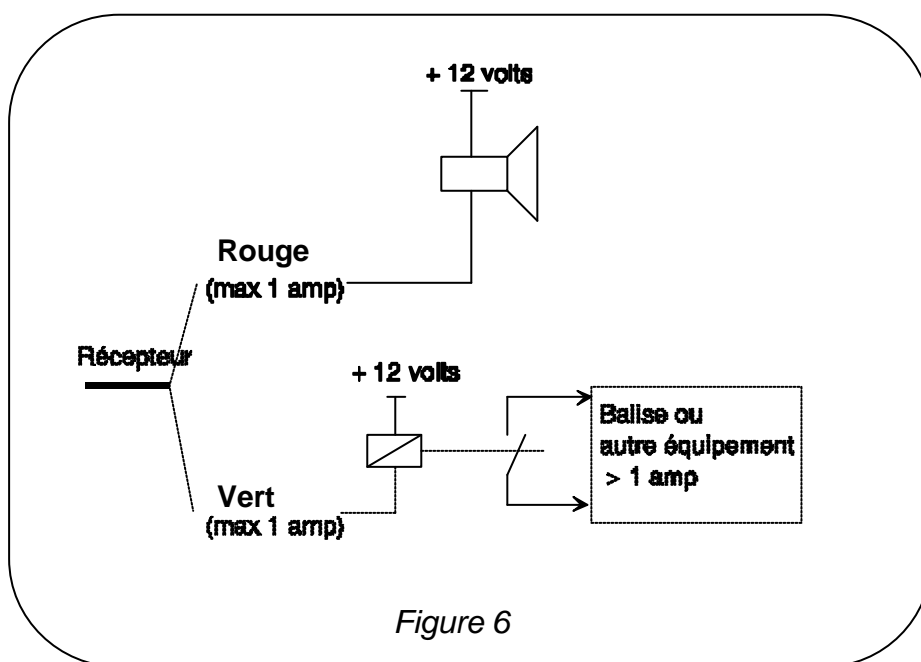 + 12 volts
Rouge
(max 1 amp)
Récepteur
+ 12 volts
Balise ou
autre équipement
> 1 amp
Vert
(max 1 amp)
Figure 6